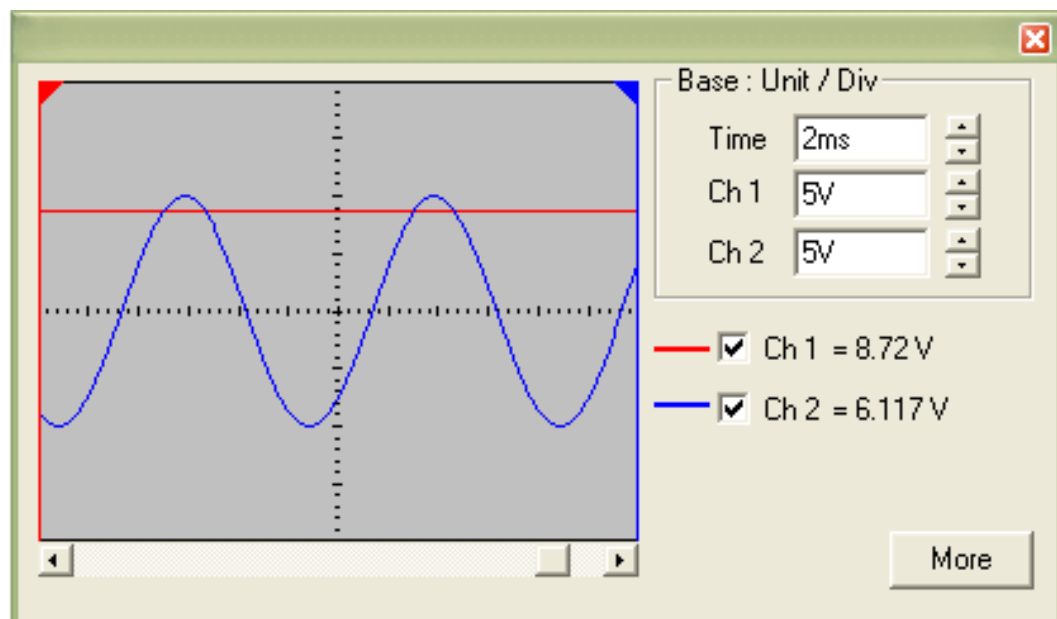 Base : Unit / Div
Time 2ms
Ch 1 5V
Ch 2 5V
Ch 1 = 8.72 V
Ch 2 = 6.117 V
More